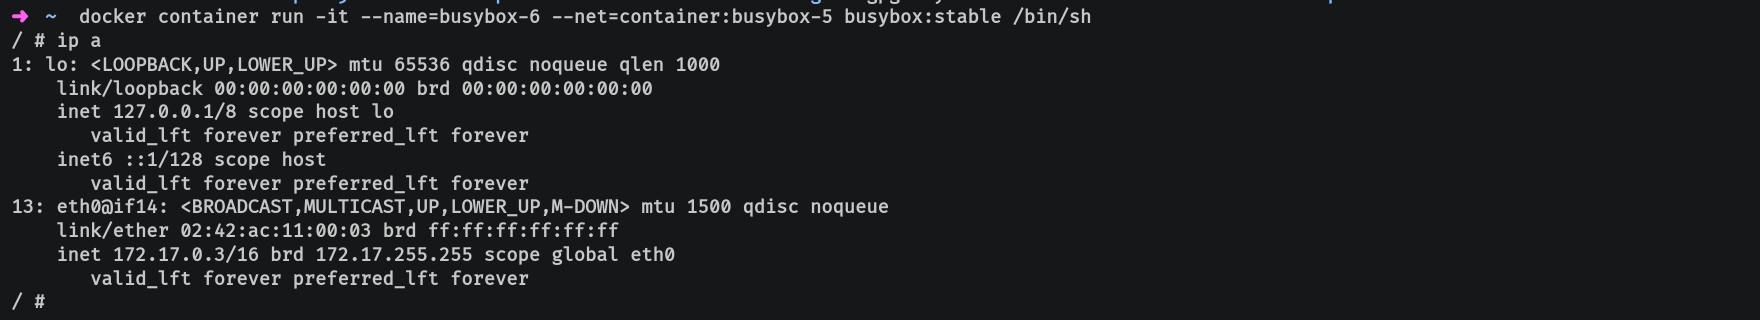 ➜ ~ docker container run -it --name=busybox-6 --net=container:busybox-5 busybox:stable /bin/sh
/ # ip a
1: lo: <LOOPBACK,UP,LOWER_UP> mtu 65536 qdisc noqueue qlen 1000
    link/loopback 00:00:00:00:00:00 brd 00:00:00:00:00:00
    inet 127.0.0.1/8 scope host lo
       valid_lft forever preferred_lft forever
    inet6 ::1/128 scope host
       valid_lft forever preferred_lft forever
13: eth0@if14: <BROADCAST,MULTICAST,UP,LOWER_UP,M-DOWN> mtu 1500 qdisc noqueue
    link/ether 02:42:ac:11:00:03 brd ff:ff:ff:ff:ff:ff
    inet 172.17.0.3/16 brd 172.17.255.255 scope global eth0
       valid_lft forever preferred_lft forever
/ #